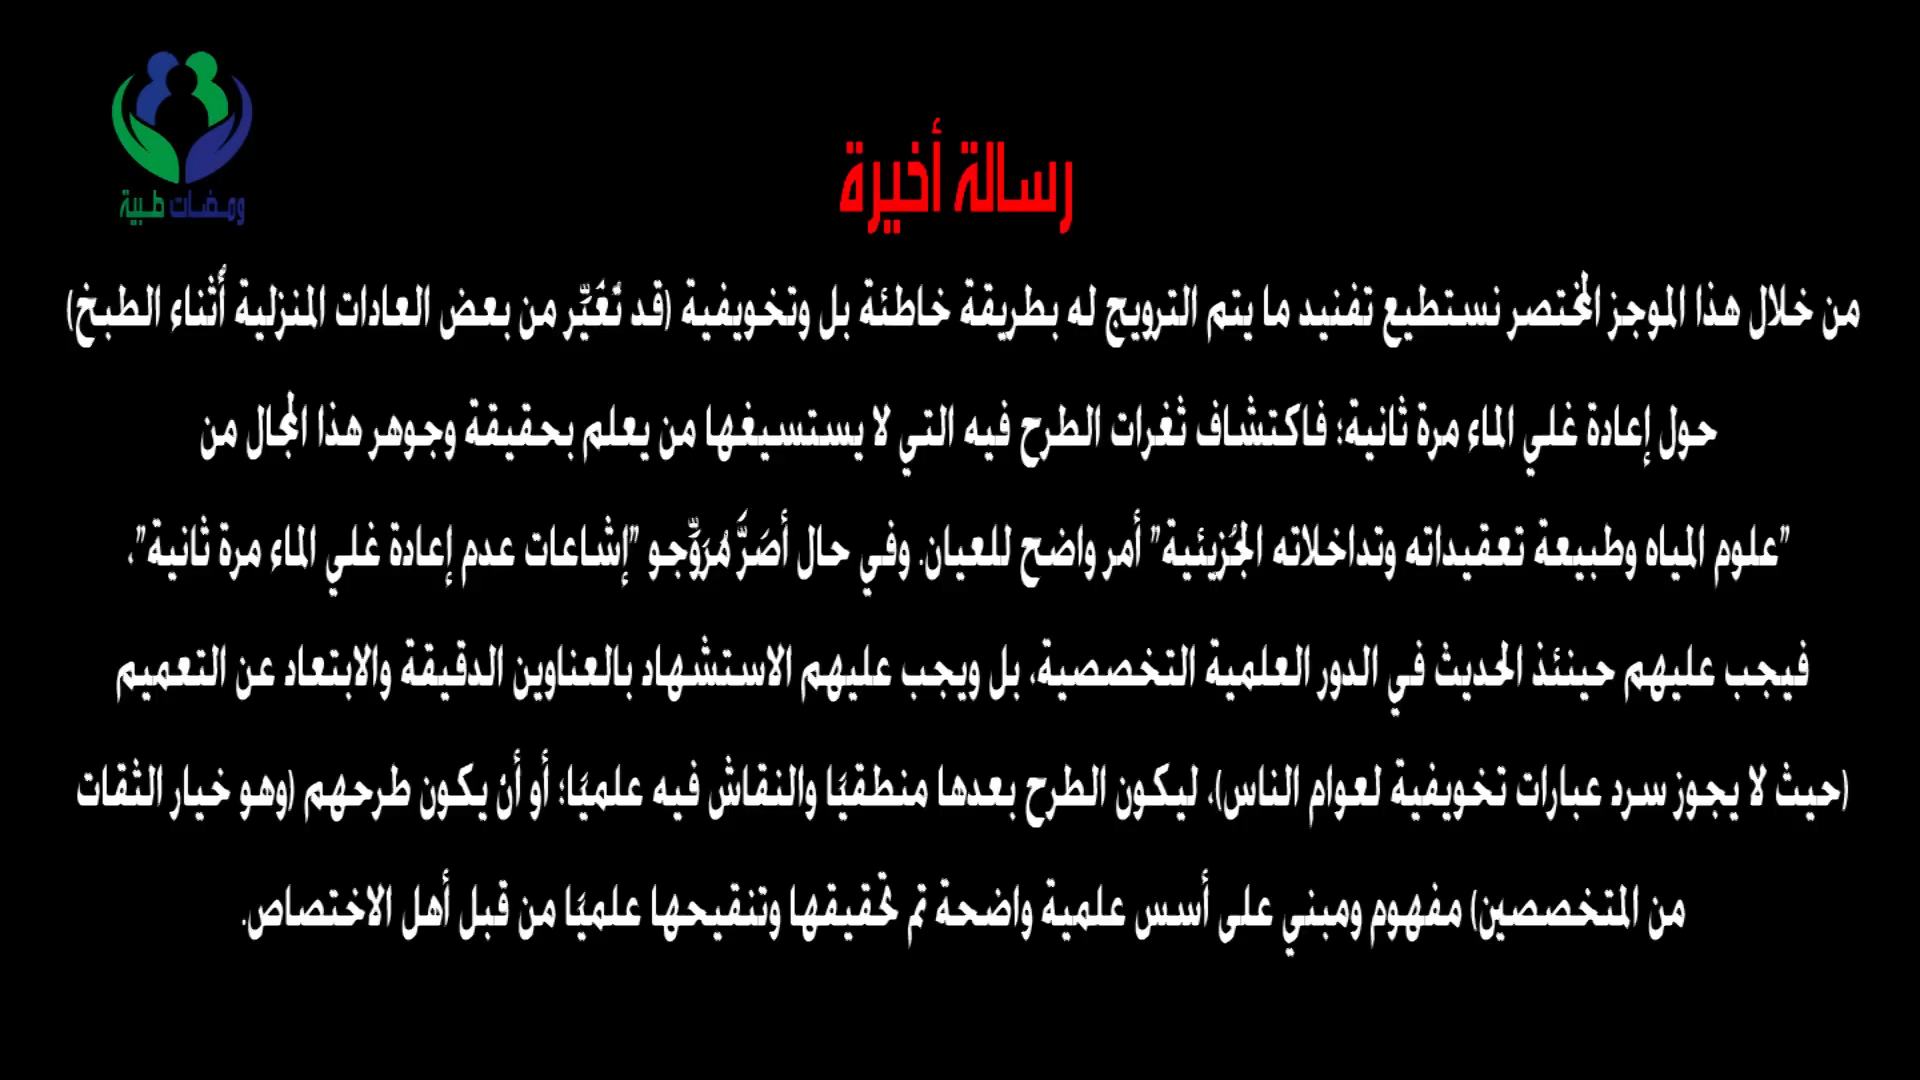 ومضات طبية
رسالة أخيرة
من خلال هذا الموجز المختصر نستطيع تفنيد ما يتم الترويج له بطريقة خاطئة بل وتخويفية (قد تُغَيِّر من بعض العادات المنزلية أثناء الطبخ)
حول إعادة غلي الماء مرة ثانية؛ فاكتشاف ثغرات الطرح فيه التي لا يستسيغها من يعلم بحقيقة وجوهر هذا المجال من
"علوم المياه وطبيعة تعقيداته وتداخلاته الجُزيئية" أمر واضح للعيان. وفي حال أصَرَّ مُرَوِّجو "إشاعات عدم إعادة غلي الماء مرة ثانية"،
فيجب عليهم حينئذ الحديث في الدور العلمية التخصصية، بل ويجب عليهم الاستشهاد بالعناوين الدقيقة والابتعاد عن التعميم
(حيث لا يجوز سرد عبارات تخويفية لعوام الناس)، ليكون الطرح بعدها منطقيًا والنقاش فيه علميًا؛ أو أن يكون طرحهم (وهو خيار الثقات
من المتخصصين) مفهوم ومبني على أسس علمية واضحة تم تحقيقها وتنقيحها علميًا من قبل أهل الاختصاص.